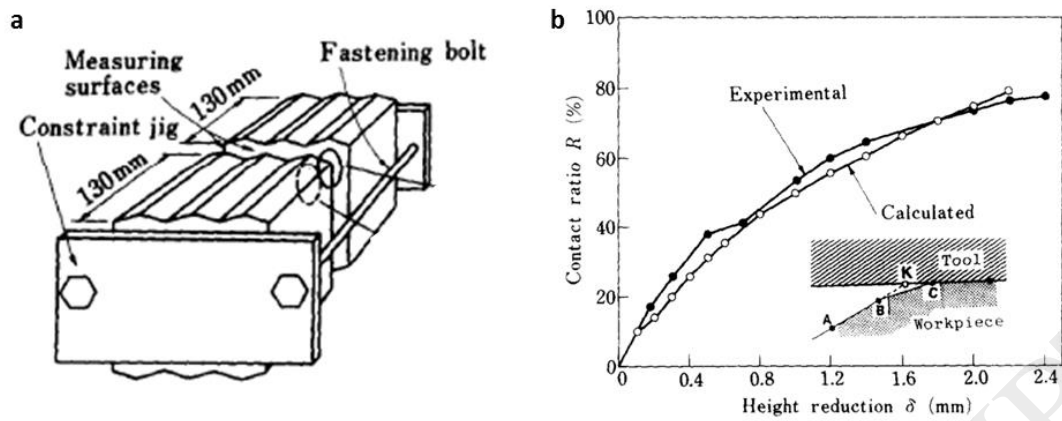 a
Fastening bolt
Measuring
surfaces
130mm
Constraint jig
130mm
b
100
80
60
40
20
0
Contact ratio R (%)
Experimental
Calculated
Tool
K
A
B
C
Workpiece
0
0.4
0.8
1.2
1.6
2.0
2.4
Height reduction δ (mm)